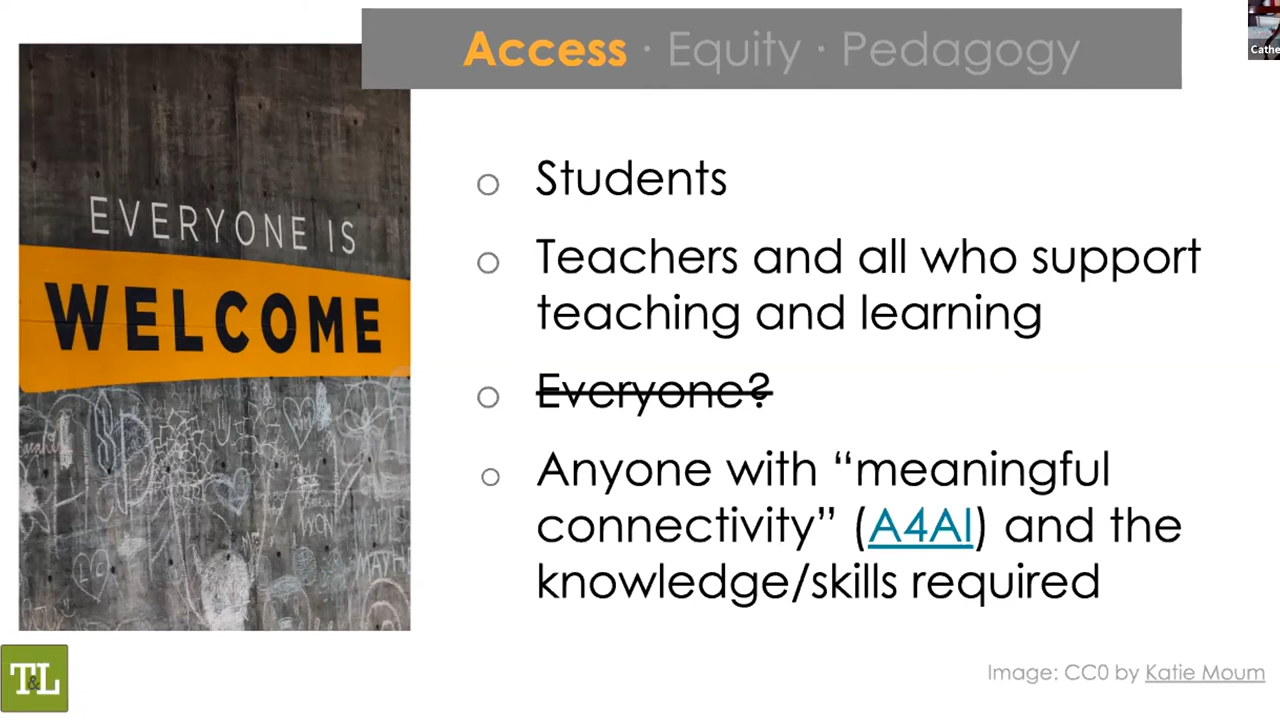 Access · Equity · Pedagogy
Cathe
EVERYONE IS
WELCOME
Students
Teachers and all who support
teaching and learning
Everyone?
Anyone with “meaningful
connectivity” (A4AI) and the
knowledge/skills required
T&L
Image: CC0 by Katie Moum